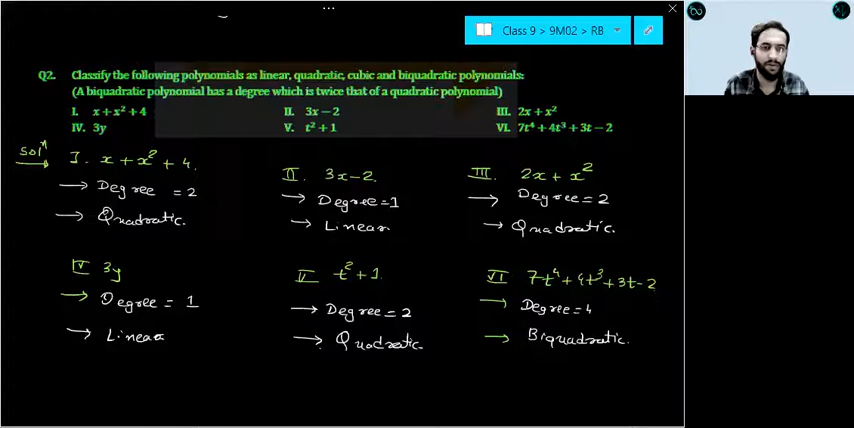 Class 9 > 9M02 > RB
Q2. Classify the following polynomials as linear, quadratic, cubic and biquadratic polynomials:
(A biquadratic polynomial has a degree which is twice that of a quadratic polynomial)
I. x + x² + 4 II. 3x − 2 III. 2x + x²
IV. 3y V. t² + 1 VI. 7t⁴ + 4t³ + 3t − 2
Solⁿ I. x + x² + 4. II. 3x − 2. III. 2x + x²
→ Degree = 2 → Degree = 1 → Degree = 2
→ Quadratic. → Linear. → Quadratic.
IV 3y V t² + 1. VI 7t⁴ + 4t³ + 3t − 2
→ Degree = 1 → Degree = 2 → Degree = 4
→ Linear → Quadratic → Biquadratic.